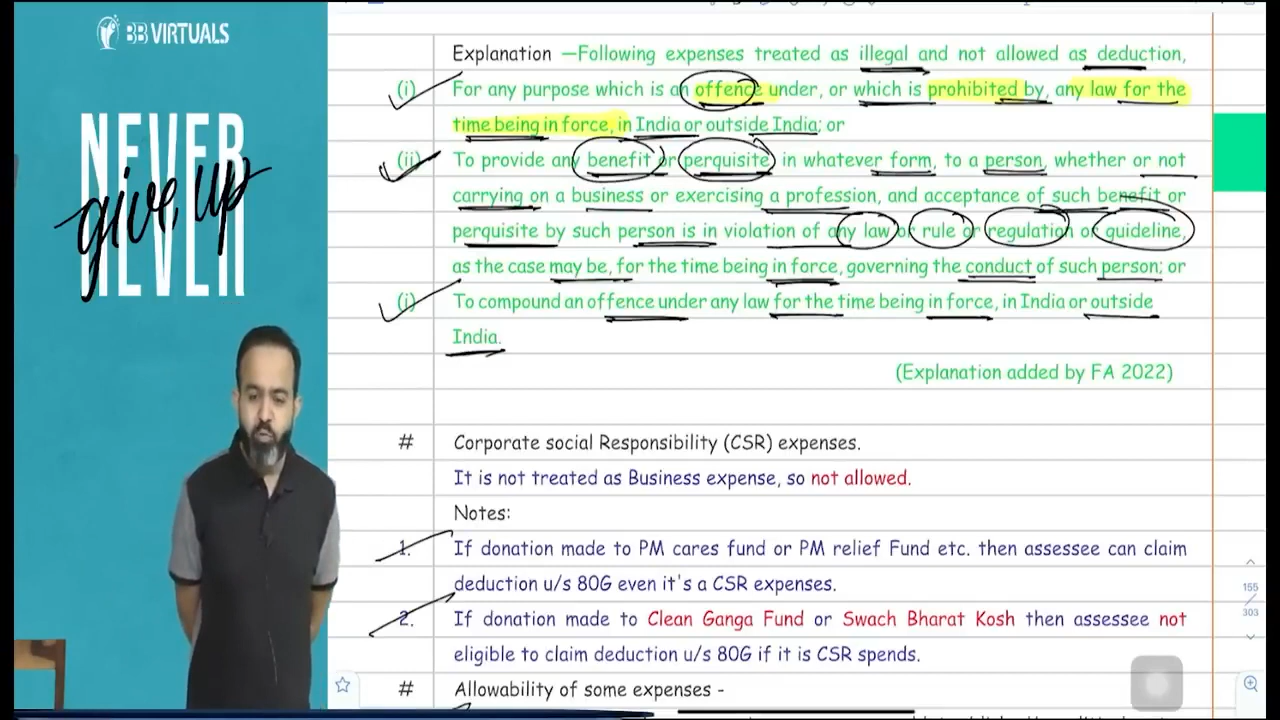 BB VIRTUALS
NEVER
give up
NEVER
Explanation —Following expenses treated as illegal and not allowed as deduction,
(i) For any purpose which is an offence under, or which is prohibited by, any law for the
time being in force, in India or outside India; or
(ii) To provide any benefit or perquisite in whatever form, to a person, whether or not
carrying on a business or exercising a profession, and acceptance of such benefit or
perquisite by such person is in violation of any law or rule or regulation or guideline,
as the case may be, for the time being in force, governing the conduct of such person; or
(i) To compound an offence under any law for the time being in force, in India or outside
India.
(Explanation added by FA 2022)
# Corporate social Responsibility (CSR) expenses.
It is not treated as Business expense, so not allowed.
Notes:
1. If donation made to PM cares fund or PM relief Fund etc. then assessee can claim
deduction u/s 80G even it's a CSR expenses.
155
303
2. If donation made to Clean Ganga Fund or Swach Bharat Kosh then assessee not
eligible to claim deduction u/s 80G if it is CSR spends.
# Allowability of some expenses -